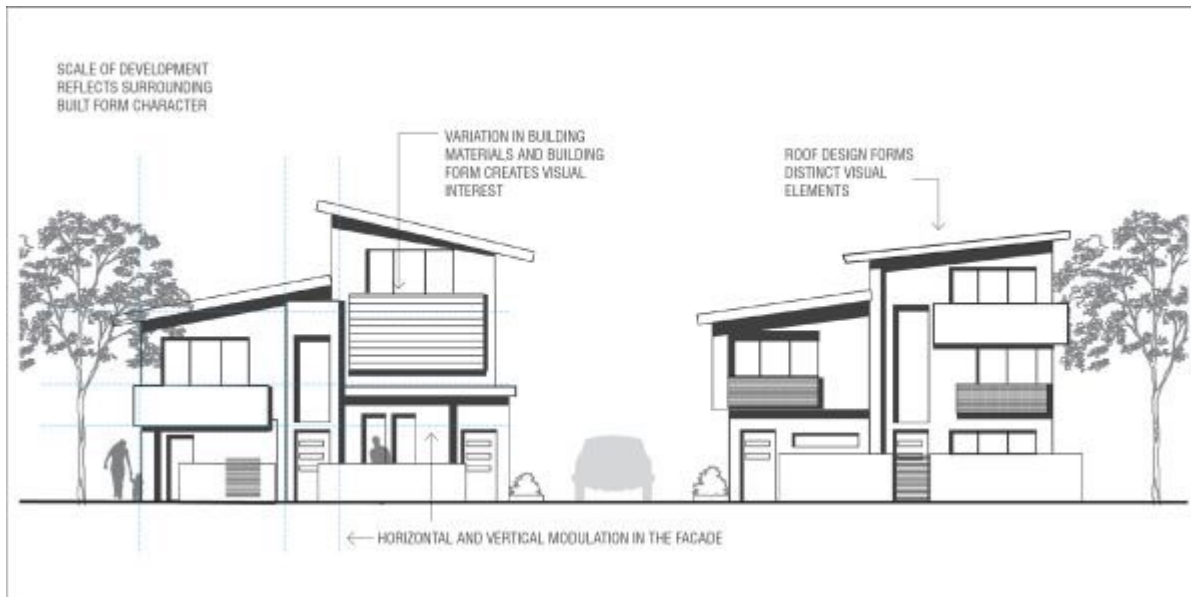 SCALE OF DEVELOPMENT
REFLECTS SURROUNDING
BUILT FORM CHARACTER
VARIATION IN BUILDING
MATERIALS AND BUILDING
FORM CREATES VISUAL
INTEREST
ROOF DESIGN FORMS
DISTINCT VISUAL
ELEMENTS
HORIZONTAL AND VERTICAL MODULATION IN THE FACADE